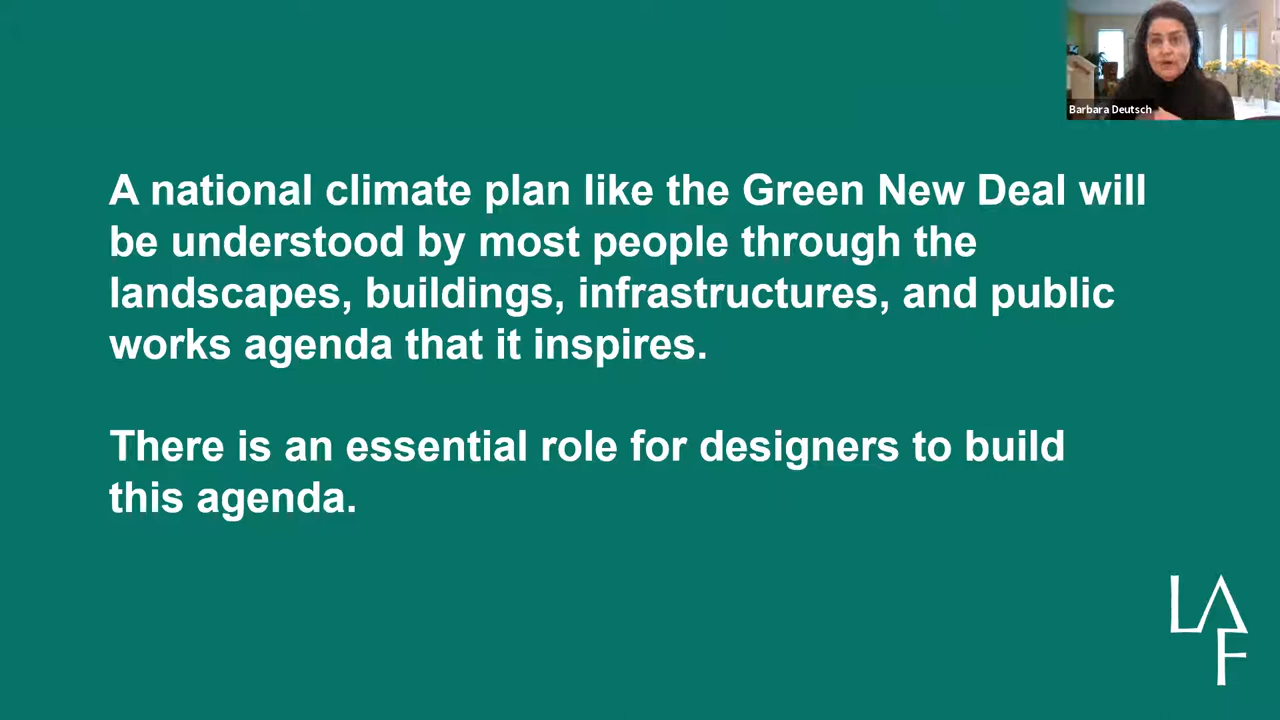 Barbara Deutsch
A national climate plan like the Green New Deal will
be understood by most people through the
landscapes, buildings, infrastructures, and public
works agenda that it inspires.
There is an essential role for designers to build
this agenda.
LA
F